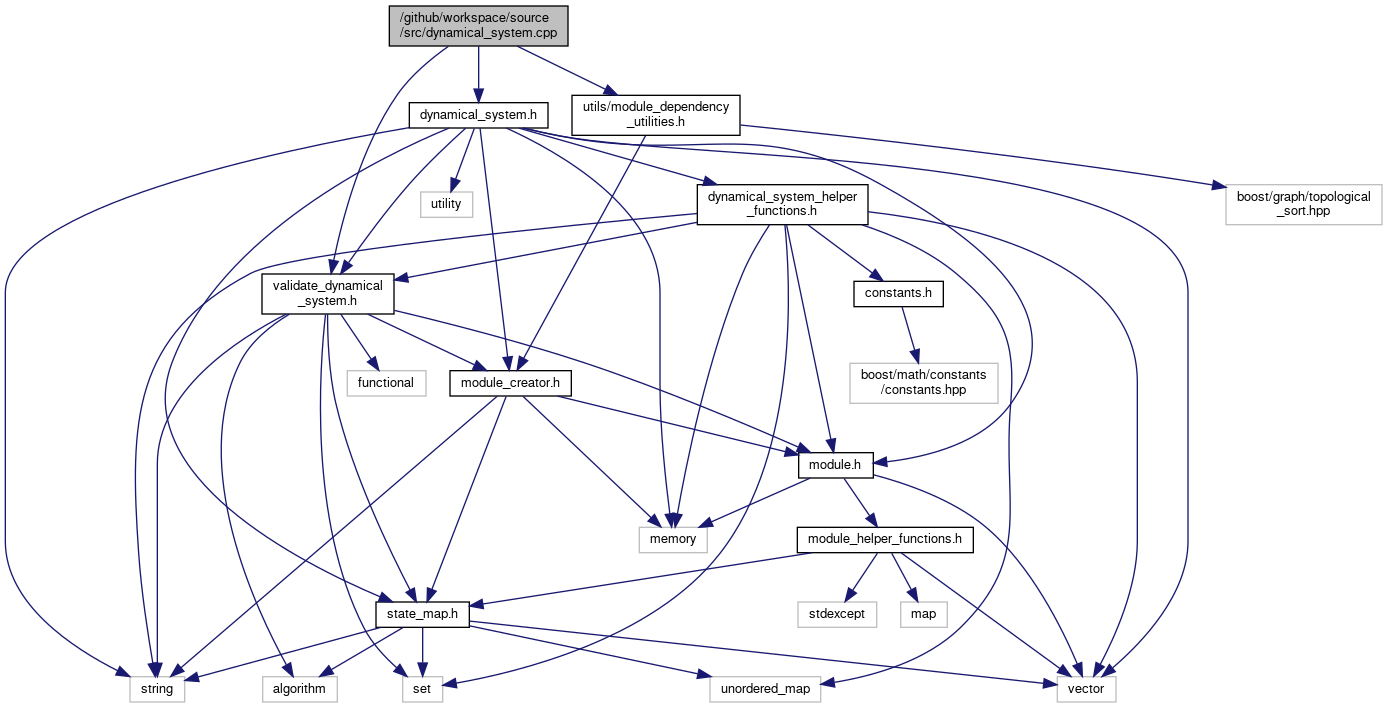 /github/workspace/source
/src/dynamical_system.cpp
dynamical_system.h
utils/module_dependency
_utilities.h
utility
dynamical_system_helper
_functions.h
boost/graph/topological
_sort.hpp
validate_dynamical
_system.h
constants.h
functional
module_creator.h
boost/math/constants
/constants.hpp
module.h
memory
module_helper_functions.h
state_map.h
stdexcept
map
string
algorithm
set
unordered_map
vector